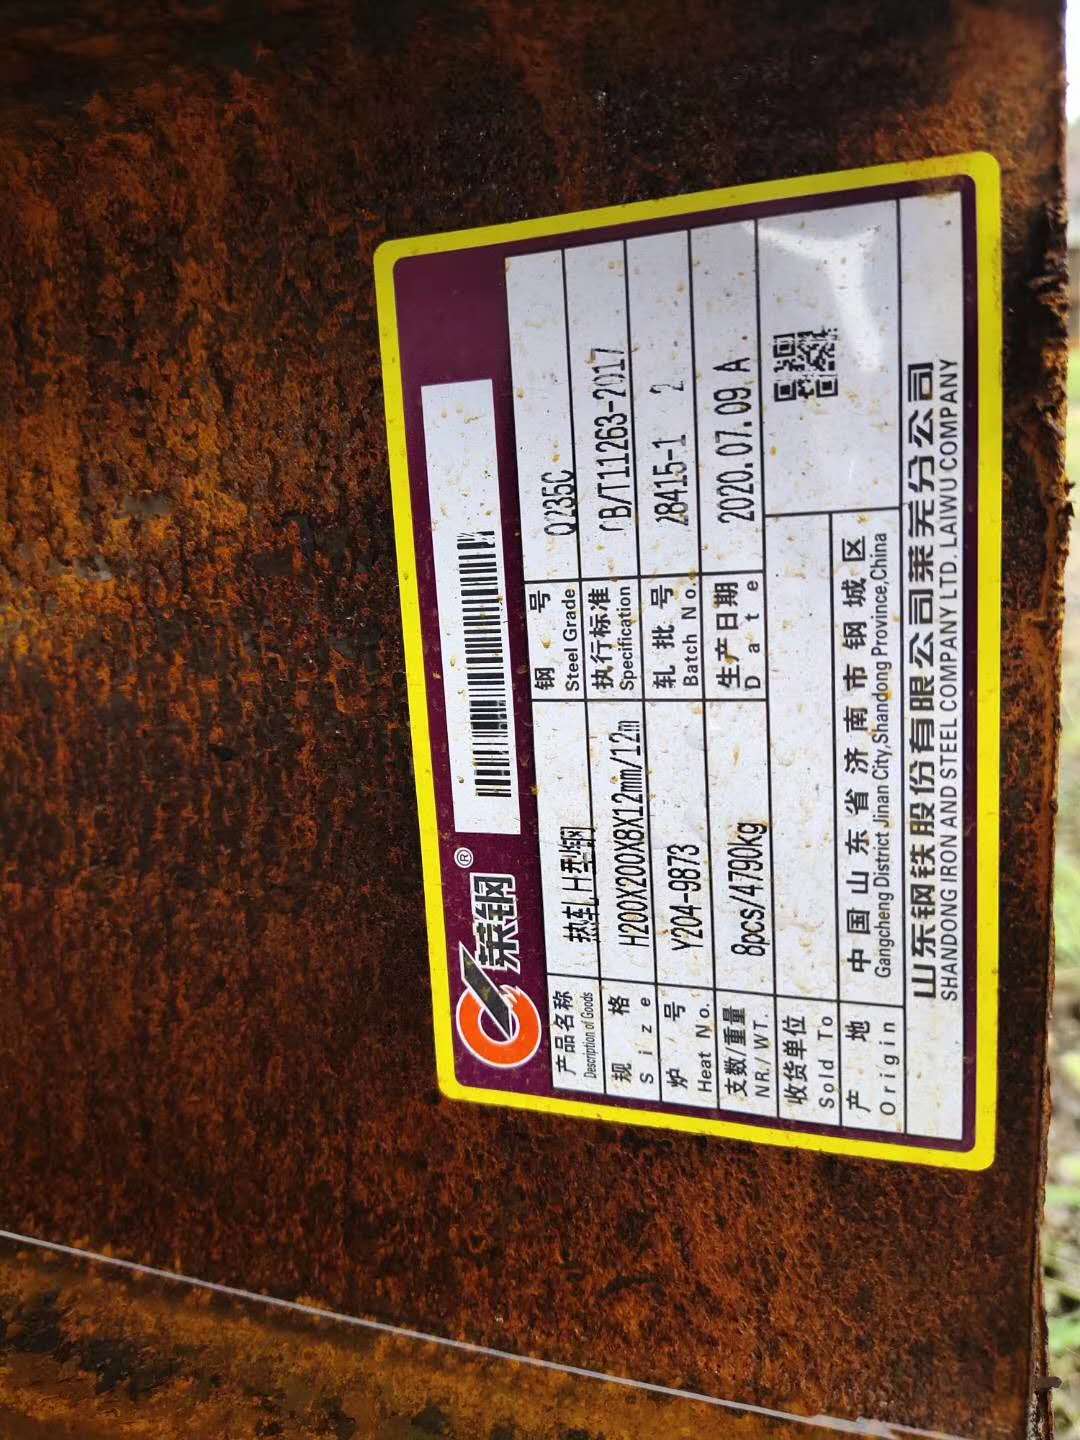 莱钢®
产品名称 热轧H型钢 钢号 Q235C
Description of Goods Steel Grade
规格 H200X200X8X12mm/12m 执行标准 GB/T11263-2017
Size Specification
炉号 Y204-9873 轧批号 28415-1 2
Heat No. Batch No.
支数/重量 8pcs/4790kg 生产日期 2020.07.09 A
NR./WT. Date
收货单位
Sold To
产地 中国山东省济南市钢城区
Origin Gangcheng District Jinan City,Shandong Province,China
山东钢铁股份有限公司莱芜分公司
SHANDONG IRON AND STEEL COMPANY LTD. LAIWU COMPANY